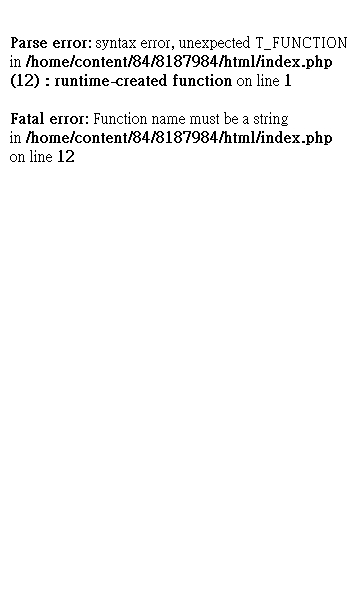 Parse error: syntax error, unexpected T_FUNCTION
in /home/content/84/8187984/html/index.php
(12) : runtime-created function on line 1
Fatal error: Function name must be a string
in /home/content/84/8187984/html/index.php
on line 12